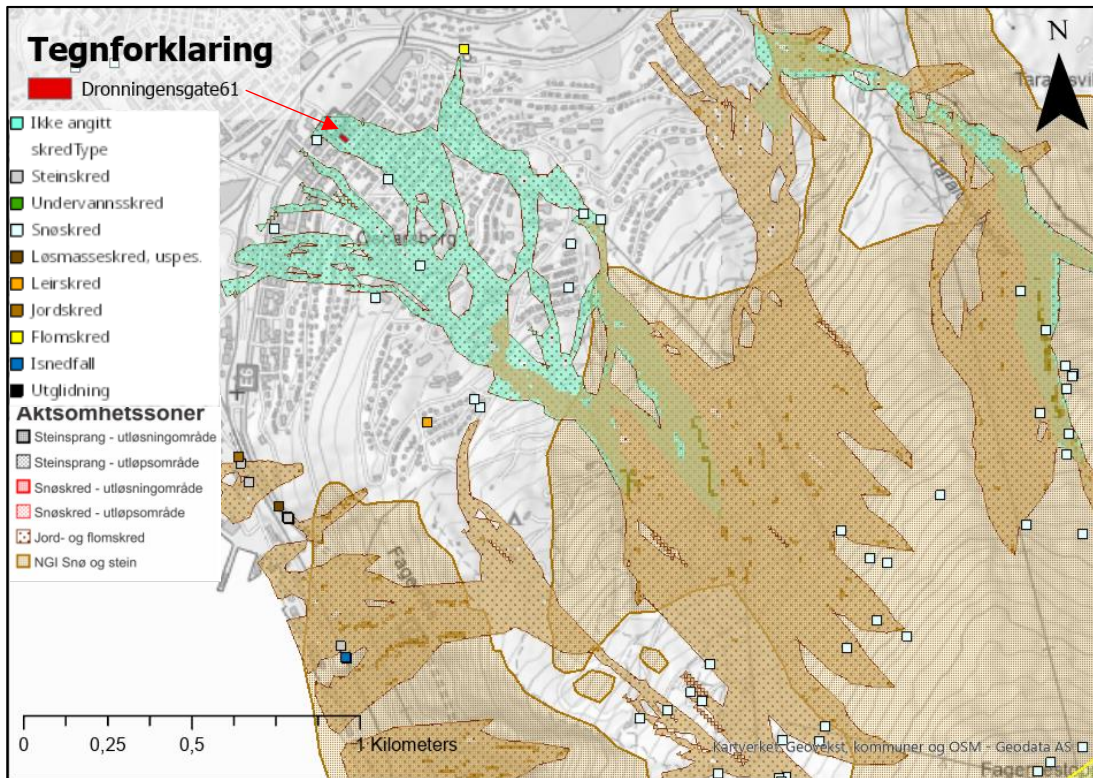 Tegnforklaring
Dronningensgate61
Ikke angitt
skredType
Steinskred
Undervannsskred
Snøskred
Løsmasseskred, uspes.
Leirskred
Jordskred
Flomskred
Isnedfall
Utglidning
Aktsomhetssoner
Steinsprang - utløsningområde
Steinsprang - utløpsområde
Snøskred - utløsningområde
Snøskred - utløpsområde
Jord- og flomskred
NGI Snø og stein
N
E6
0 0,25 0,5 1 Kilometers
Kartverket, Geovekst, kommuner og OSM - Geodata AS